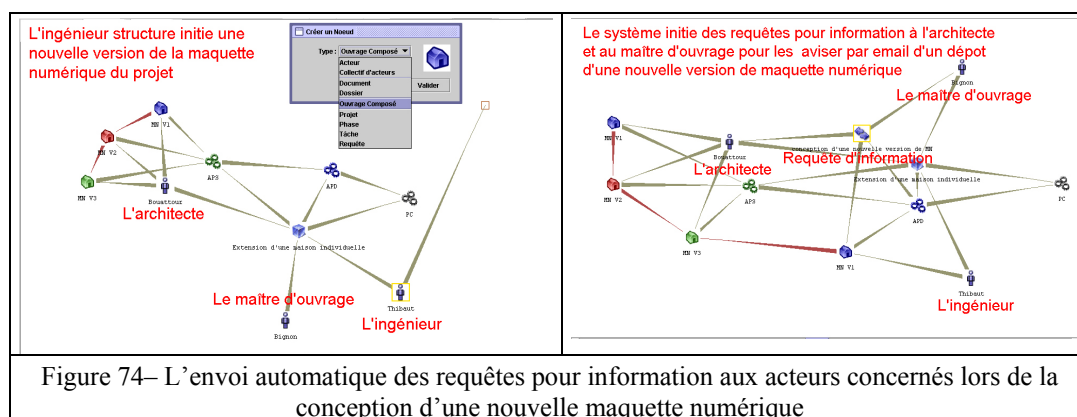 L'ingénieur structure initie une
nouvelle version de la maquette
numérique du projet
Créer un Noeud
Type : Ouvrage Composé
Acteur
Collectif d'acteurs
Document
Dossier
Ouvrage Composé
Projet
Phase
Tâche
Requête
Valider
MN V1
MN V2
MN V3
APS
Bouattour
L'architecte
APD
PC
Extension d'une maison individuelle
Le maître d'ouvrage
Bignon
Thibaut
L'ingénieur
Le système initie des requêtes pour information à l'architecte
et au maître d'ouvrage pour les aviser par email d'un dépot
d'une nouvelle version de maquette numérique
Bignon
Le maître d'ouvrage
MN V1
conception d'une nouvelle version de MN
Bouattour
Requête d'information
L'architecte
Extension d'une maison individuelle
MN V2
APS
PC
APD
MN V3
MN V1
Thibaut
L'ingénieur
Figure 74– L'envoi automatique des requêtes pour information aux acteurs concernés lors de la
conception d'une nouvelle maquette numérique